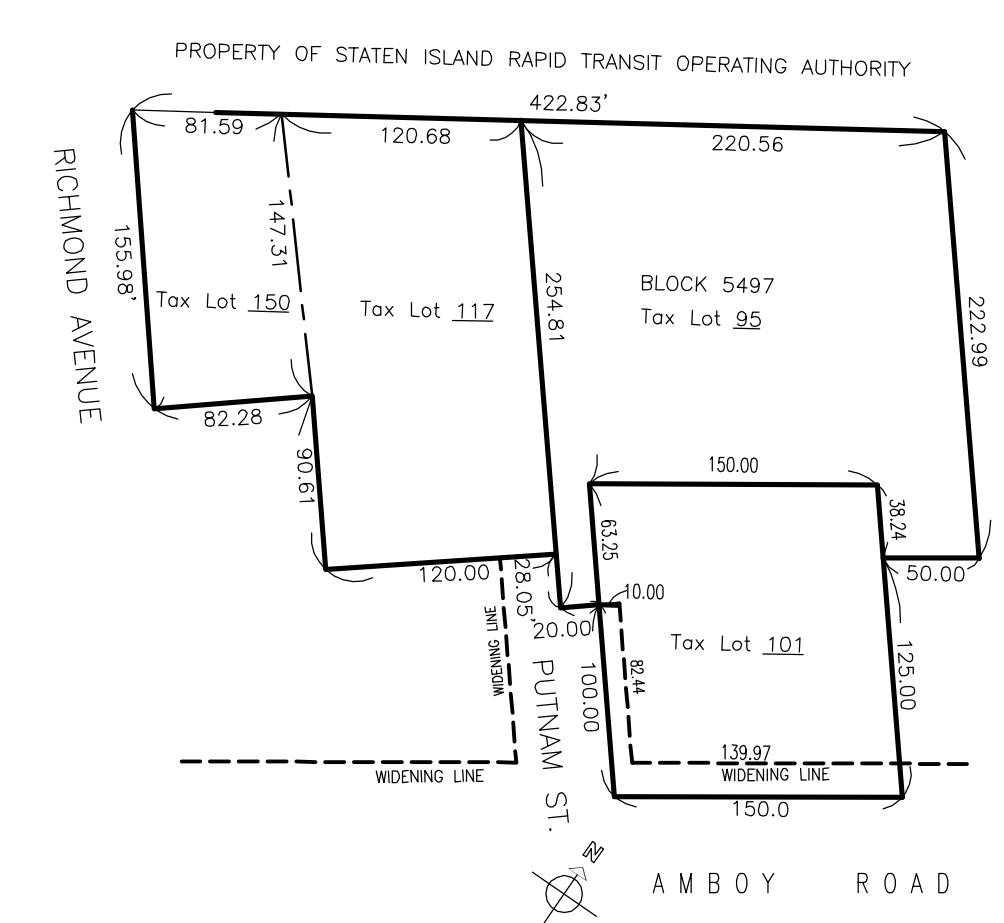 PROPERTY OF STATEN ISLAND RAPID TRANSIT OPERATING AUTHORITY
422.83'
81.59
120.68
220.56
RICHMOND AVENUE
155.98'
147.31
254.81
222.99
Tax Lot 150
Tax Lot 117
BLOCK 5497
Tax Lot 95
82.28
90.61
150.00
38.24
63.25
120.00
28.05'
50.00
10.00
20.00
WIDENING LINE
Tax Lot 101
82.44
100.00
125.00
PUTNAM ST.
139.97
WIDENING LINE
WIDENING LINE
150.0
N
AMBOY ROAD